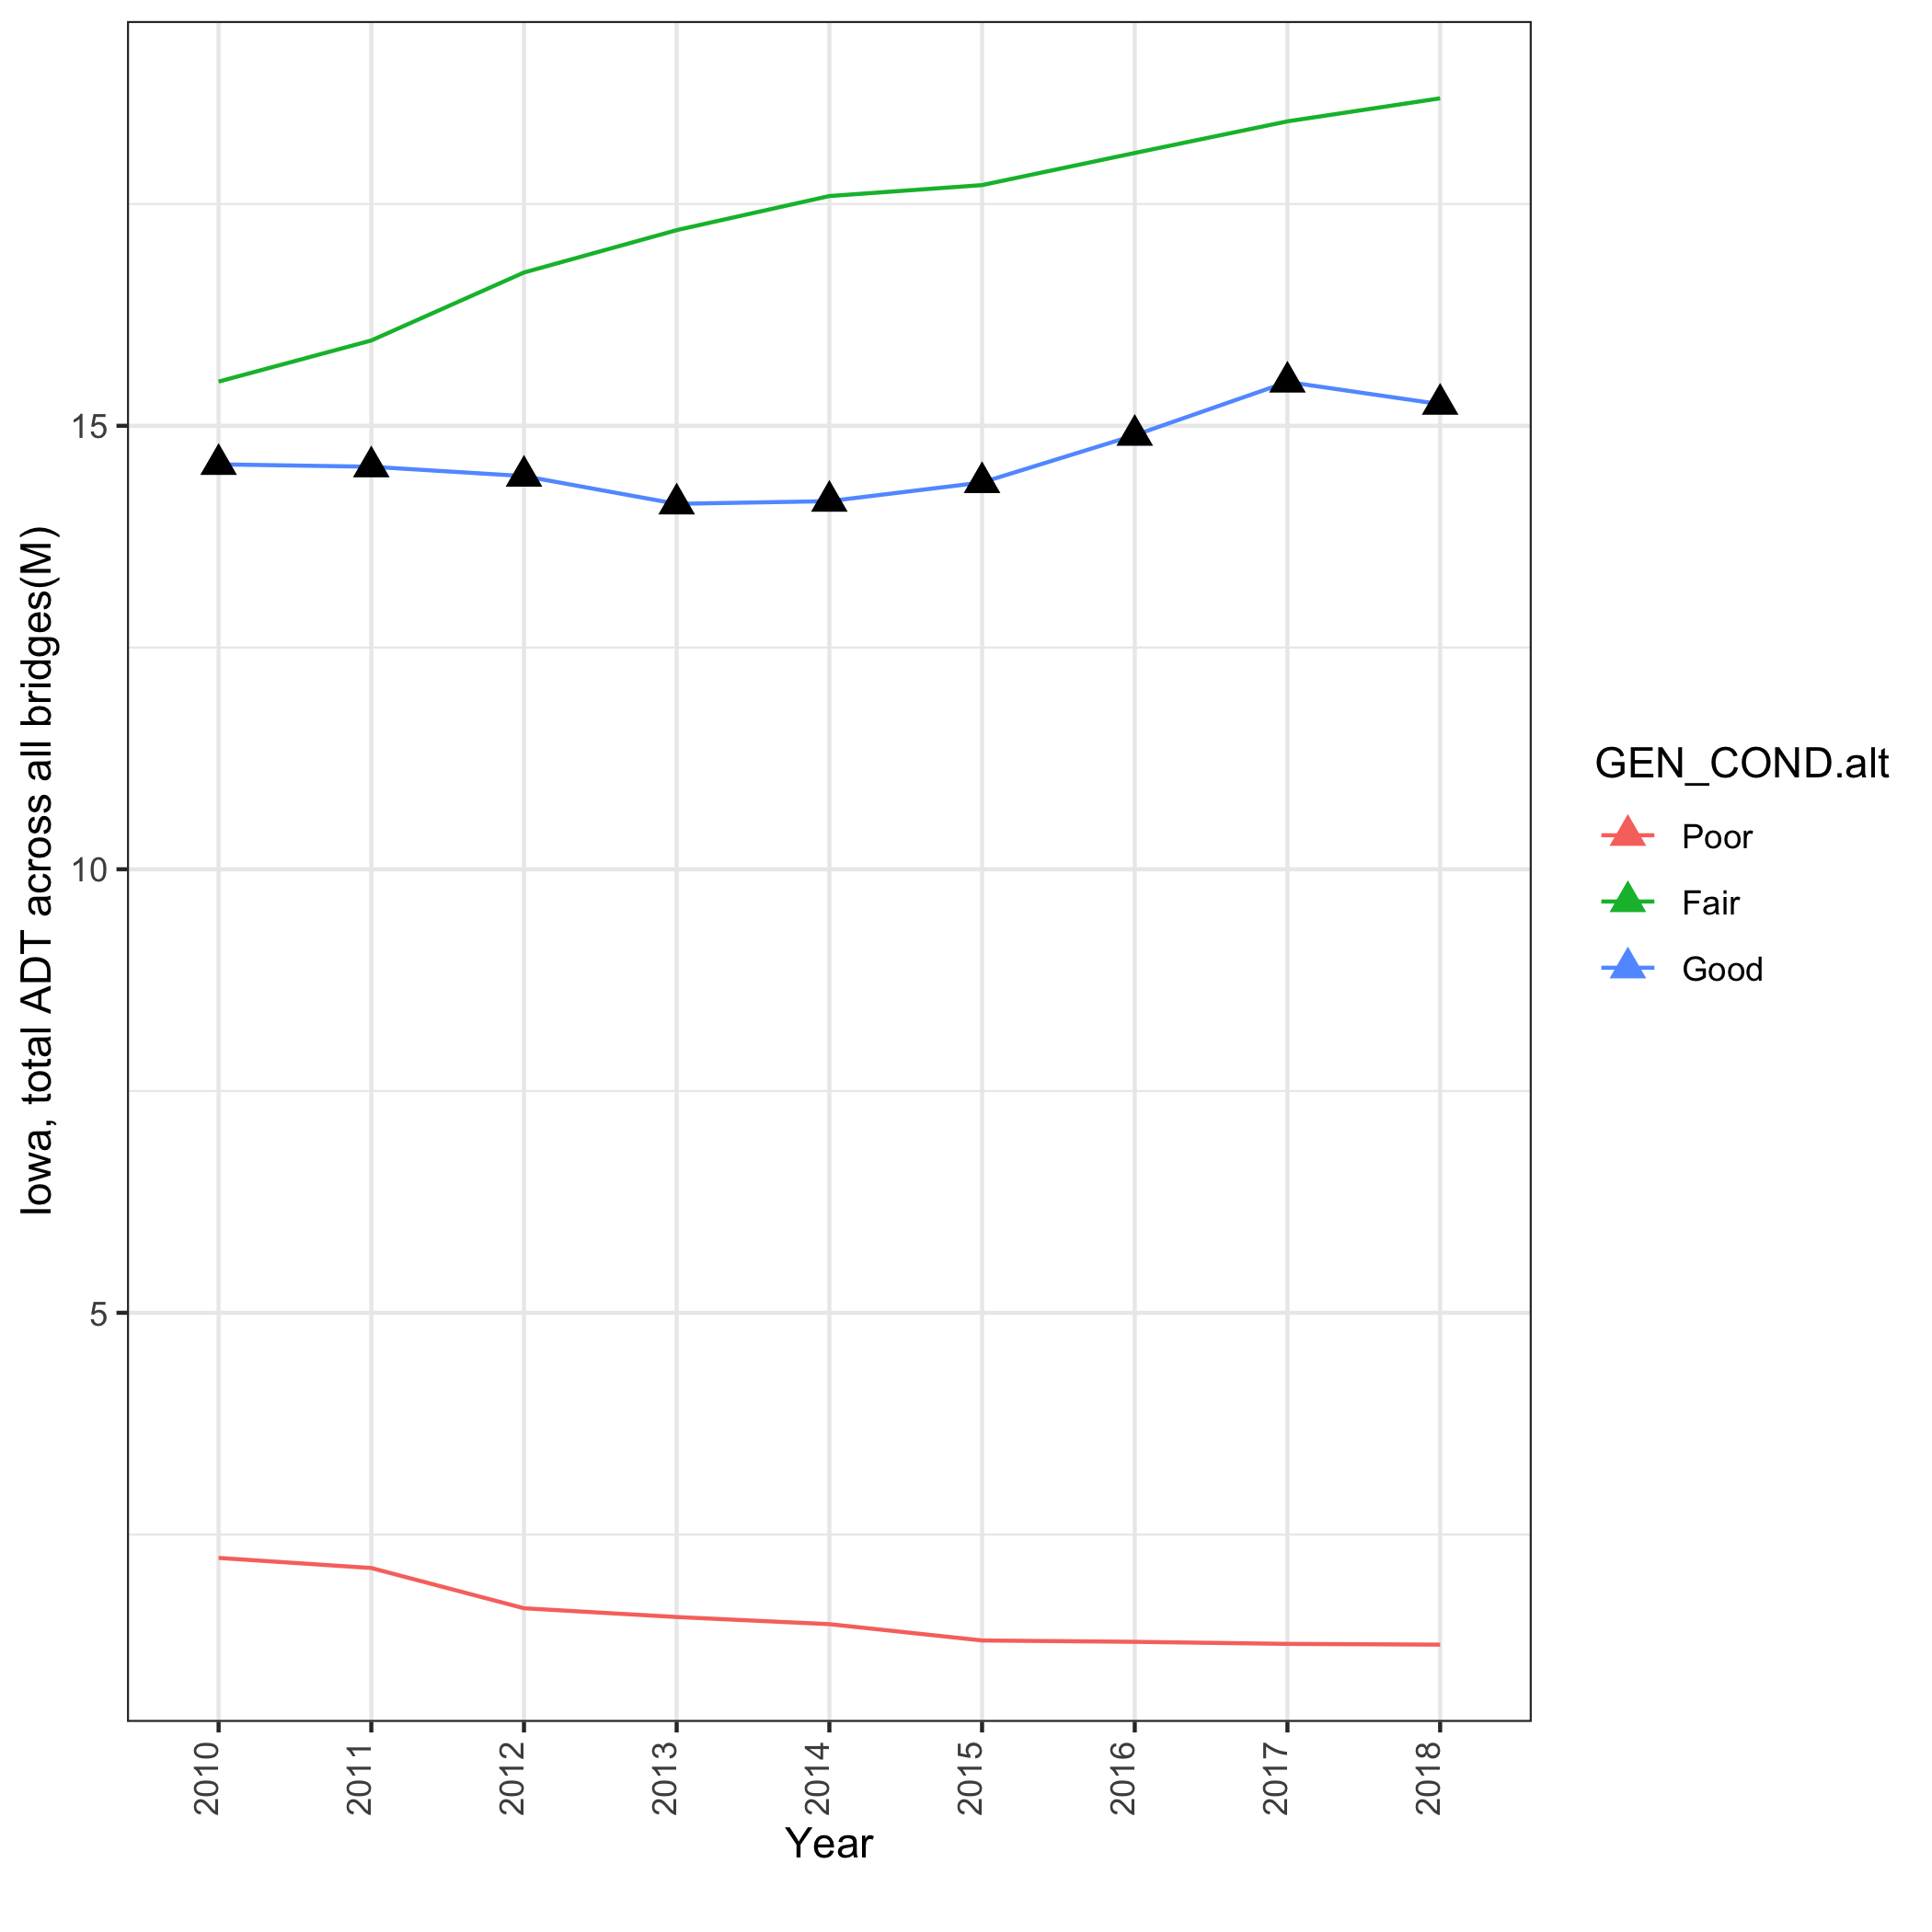 Iowa, total ADT across all bridges(M)
15
10
5
2010
2011
2012
2013
2014
2015
2016
2017
2018
Year
GEN_COND.alt
Poor
Fair
Good